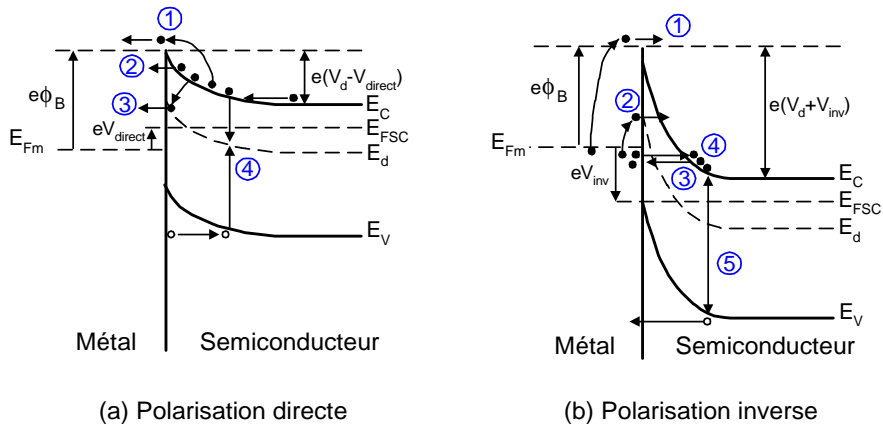 ①
②
③
④
eϕB
EFm
eVdirect
e(Vd-Vdirect)
EC
EFSC
Ed
EV
Métal
Semiconducteur
(a) Polarisation directe
①
②
③
④
⑤
eϕB
EFm
eVinv
e(Vd+Vinv)
EC
EFSC
Ed
EV
Métal
Semiconducteur
(b) Polarisation inverse